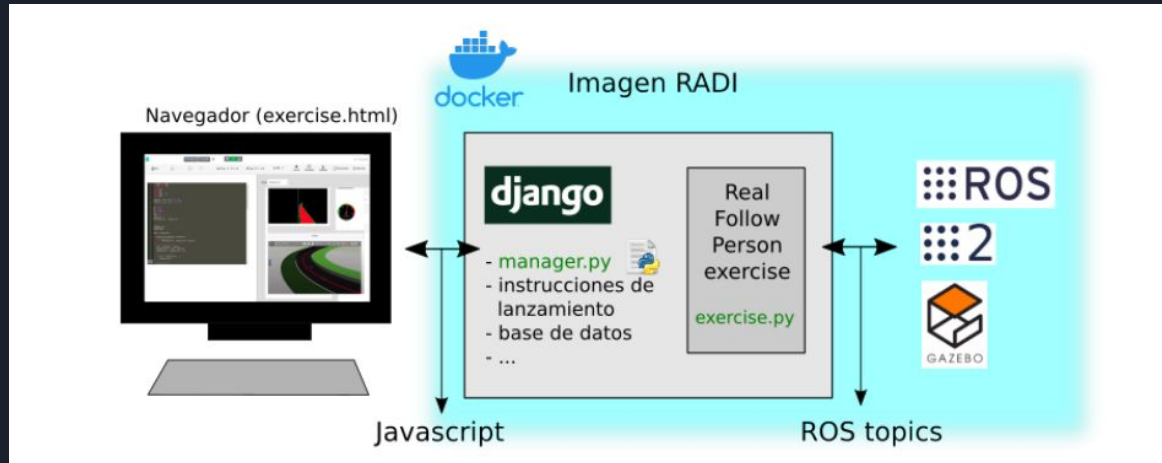 docker
Imagen RADI
Navegador (exercise.html)
django
- manager.py
- instrucciones de
lanzamiento
- base de datos
- ...
Real
Follow
Person
exercise
exercise.py
ROS
2
GAZEBO
Javascript
ROS topics